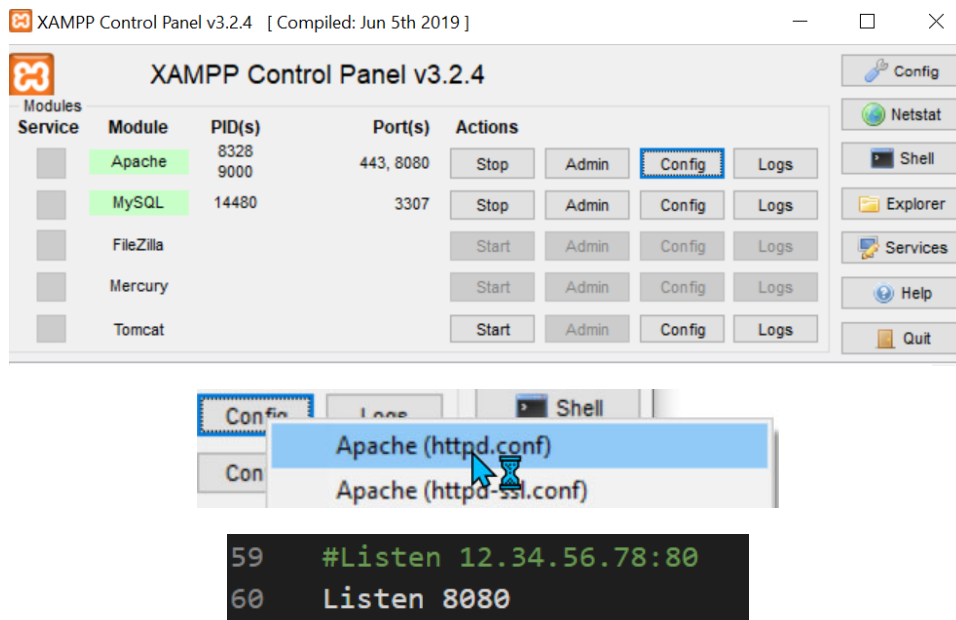 XAMPP Control Panel v3.2.4 [ Compiled: Jun 5th 2019 ]
XAMPP Control Panel v3.2.4
Config
Modules
Service Module PID(s) Port(s) Actions
Netstat
Apache 8328 443, 8080 Stop Admin Config Logs
9000
Shell
MySQL 14480 3307 Stop Admin Config Logs
Explorer
FileZilla Start Admin Config Logs
Services
Mercury Start Admin Config Logs
Help
Tomcat Start Admin Config Logs
Quit
Config Logs Shell
Apache (httpd.conf)
Con
Apache (httpd-ssl.conf)
59 #Listen 12.34.56.78:80
60 Listen 8080